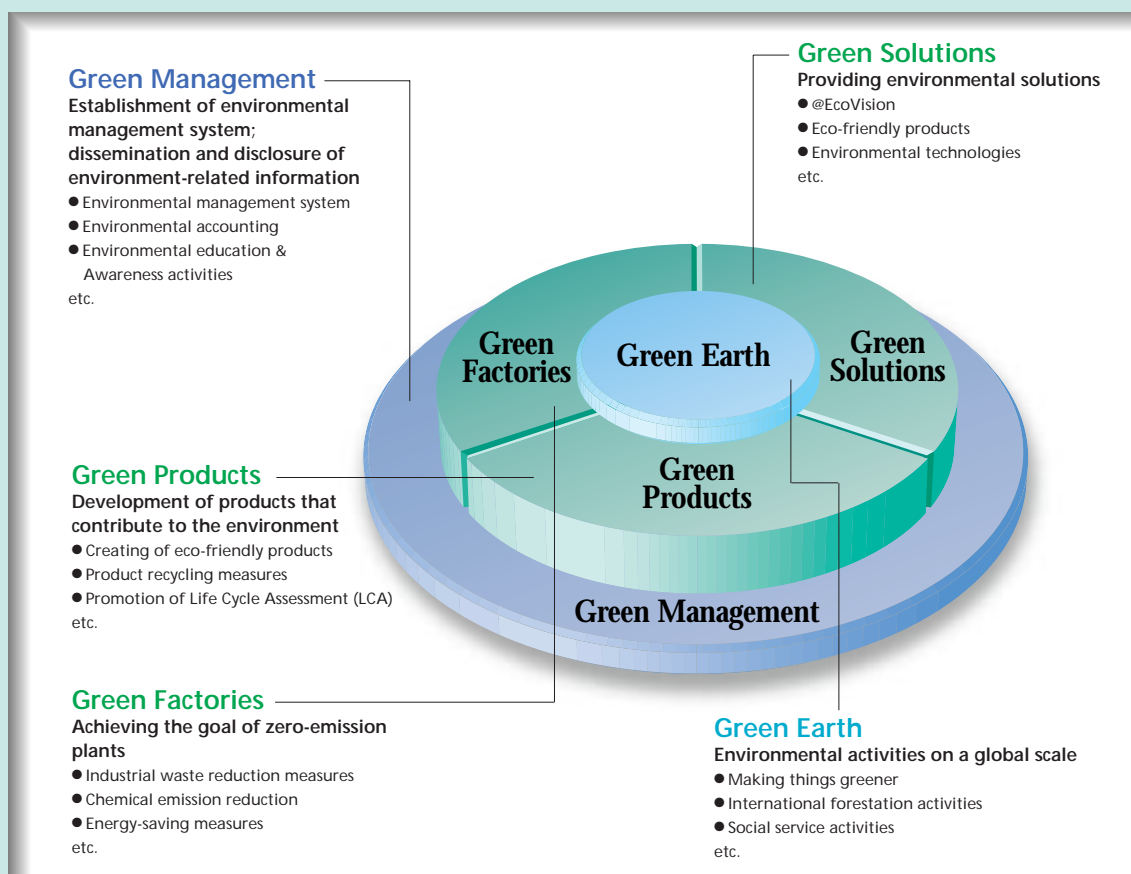 Green Management
Establishment of environmental
management system;
dissemination and disclosure of
environment-related information
● Environmental management system
● Environmental accounting
● Environmental education &
Awareness activities
etc.
Green Solutions
Providing environmental solutions
● @EcoVision
● Eco-friendly products
● Environmental technologies
etc.
Green
Factories
Green Earth
Green
Solutions
Green
Products
Green Management
Green Products
Development of products that
contribute to the environment
● Creating of eco-friendly products
● Product recycling measures
● Promotion of Life Cycle Assessment (LCA)
etc.
Green Factories
Achieving the goal of zero-emission
plants
● Industrial waste reduction measures
● Chemical emission reduction
● Energy-saving measures
etc.
Green Earth
Environmental activities on a global scale
● Making things greener
● International forestation activities
● Social service activities
etc.